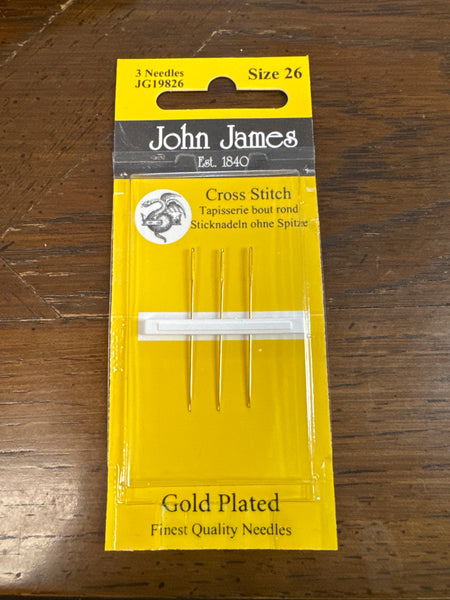 3 Needles
JG19826
Size 26
John James
Est. 1840
Cross Stitch
Tapisserie bout rond
Sticknadeln ohne Spitze
Gold Plated
Finest Quality Needles